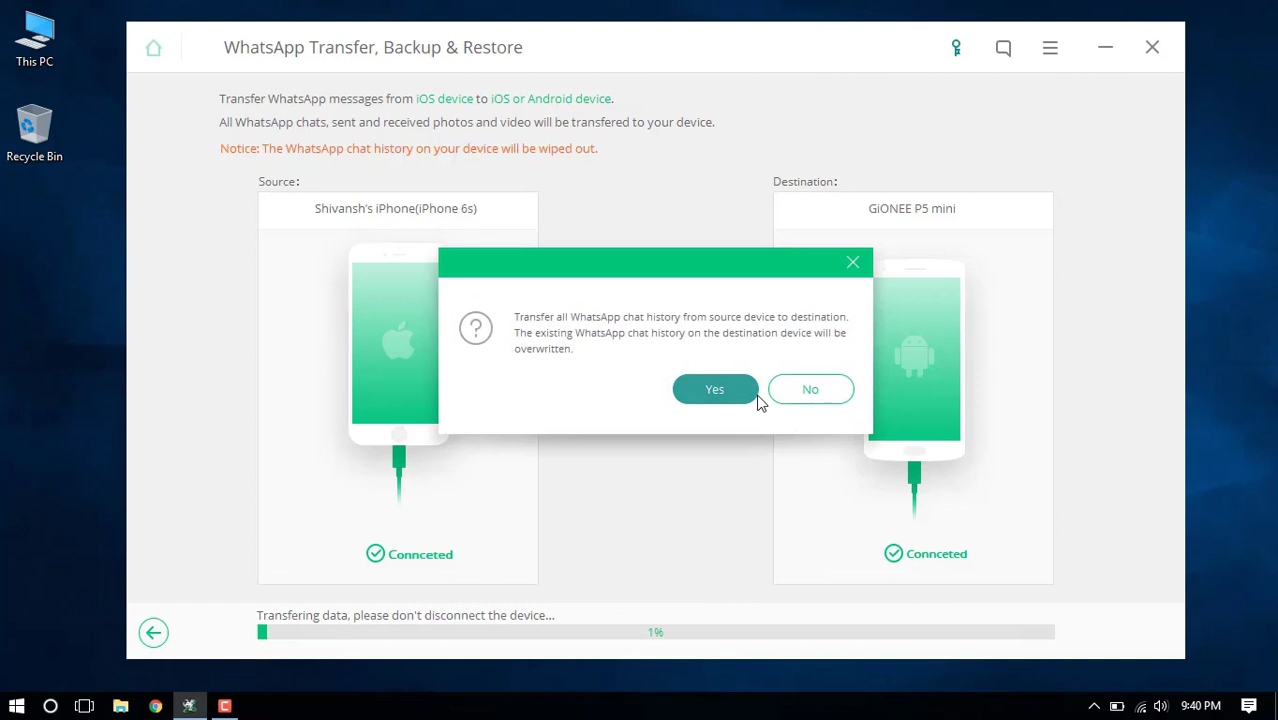 This PC
Recycle Bin
WhatsApp Transfer, Backup & Restore
Transfer WhatsApp messages from iOS device to iOS or Android device.
All WhatsApp chats, sent and received photos and video will be transfered to your device.
Notice: The WhatsApp chat history on your device will be wiped out.
Source:
Destination:
Shivansh's iPhone(iPhone 6s)
GiONEE P5 mini
Transfer all WhatsApp chat history from source device to destination.
The existing WhatsApp chat history on the destination device will be
overwritten.
Yes
No
Connceted
Connceted
Transfering data, please don't disconnect the device...
1%
9:40 PM